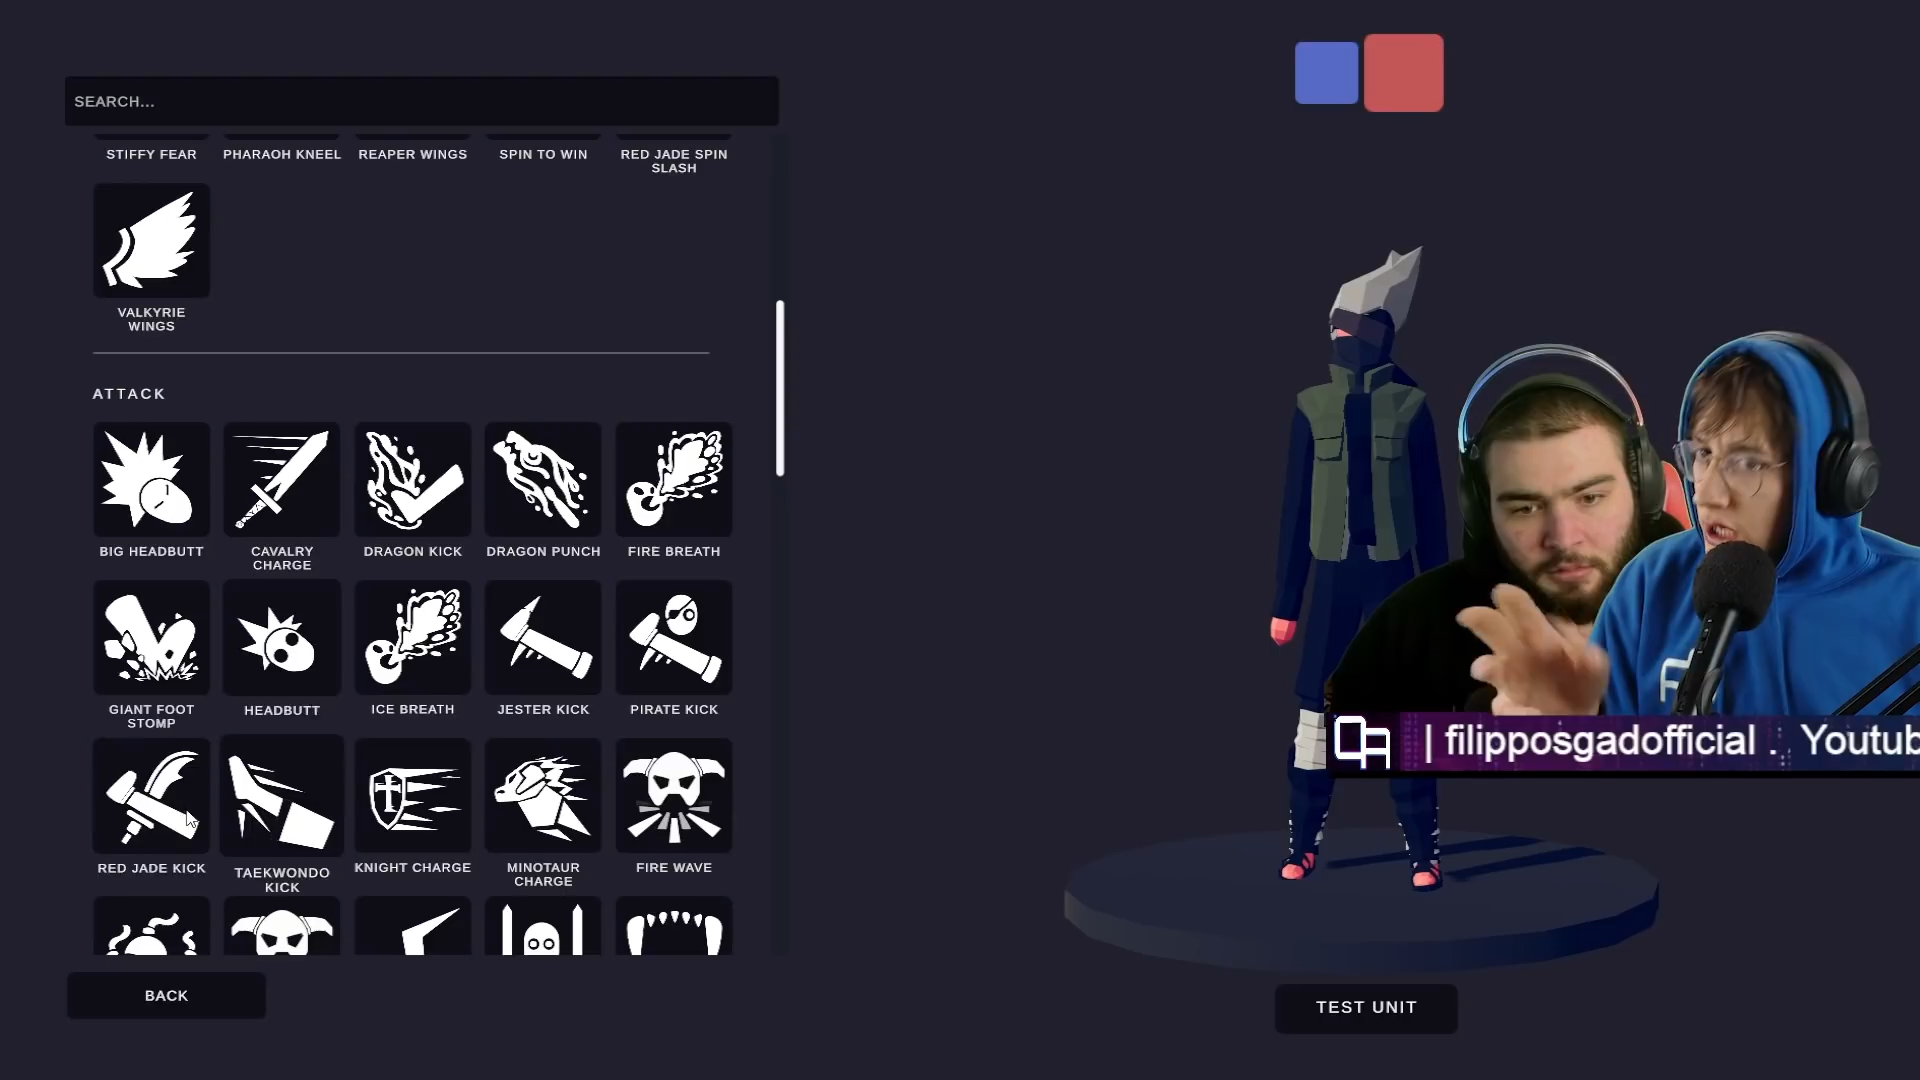 SEARCH...
STIFFY FEAR
PHARAOH KNEEL
REAPER WINGS
SPIN TO WIN
RED JADE SPIN
SLASH
VALKYRIE
WINGS
ATTACK
BIG HEADBUTT
CAVALRY
CHARGE
DRAGON KICK
DRAGON PUNCH
FIRE BREATH
GIANT FOOT
STOMP
HEADBUTT
ICE BREATH
JESTER KICK
PIRATE KICK
RED JADE KICK
TAEKWONDO
KICK
KNIGHT CHARGE
MINOTAUR
CHARGE
FIRE WAVE
BACK
TEST UNIT
| filipposgadofficial . Youtub